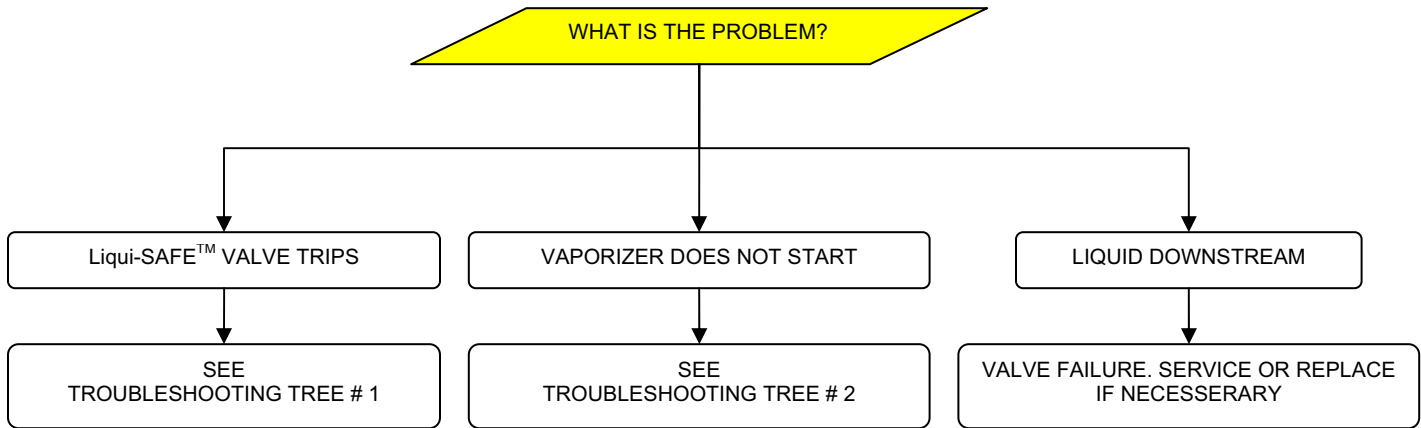 WHAT IS THE PROBLEM?
Liqui-SAFE™ VALVE TRIPS
VAPORIZER DOES NOT START
LIQUID DOWNSTREAM
SEE
TROUBLESHOOTING TREE # 1
SEE
TROUBLESHOOTING TREE # 2
VALVE FAILURE. SERVICE OR REPLACE
IF NECESSERARY